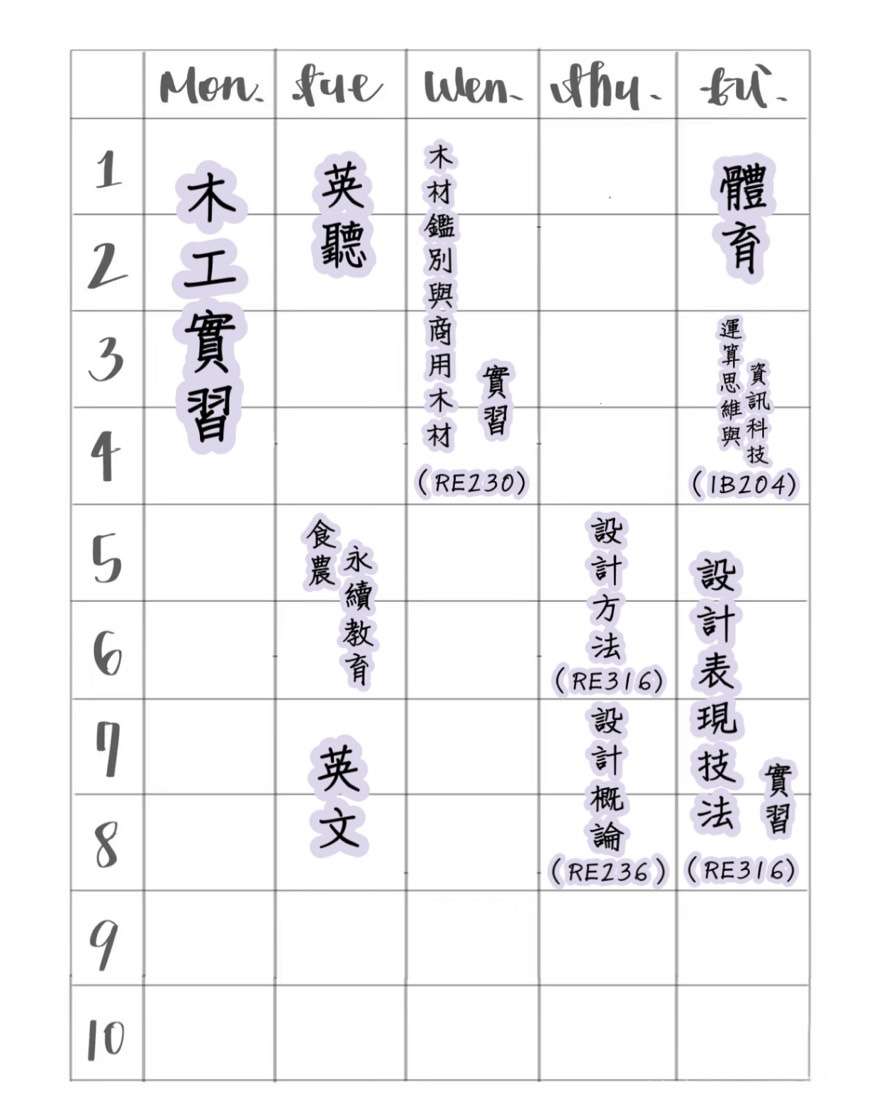 Mon. Tue Wen. Thu. Fri.
1
2
3
4
5
6
7
8
9
10
木工實習
英聽
食農
永續教育
英文
木材鑑別與商用木材
實習
(RE230)
設計方法
(RE316)
設計概論
(RE236)
體育
運算思維與
資訊科技
(IB204)
設計表現技法
實習
(RE316)